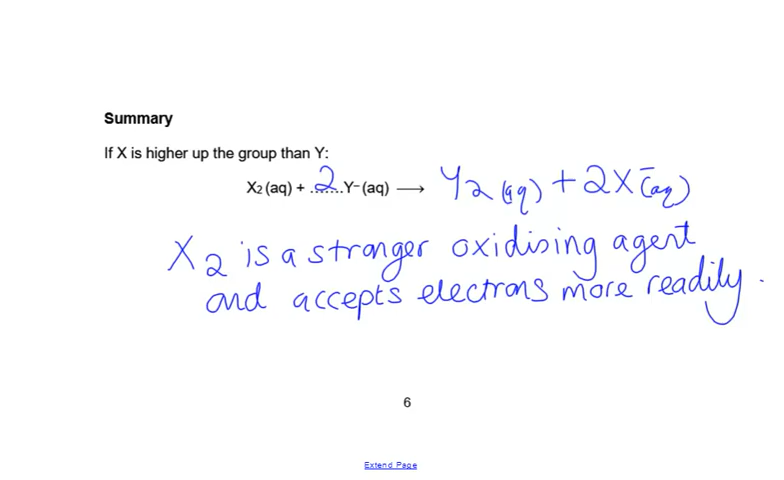 Summary
If X is higher up the group than Y:
X₂ (aq) + ..2...Y⁻ (aq) ⟶ Y₂ (aq) + 2X⁻ (aq)
X₂ is a stronger oxidising agent
and accepts electrons more readily.
6
Extend Page